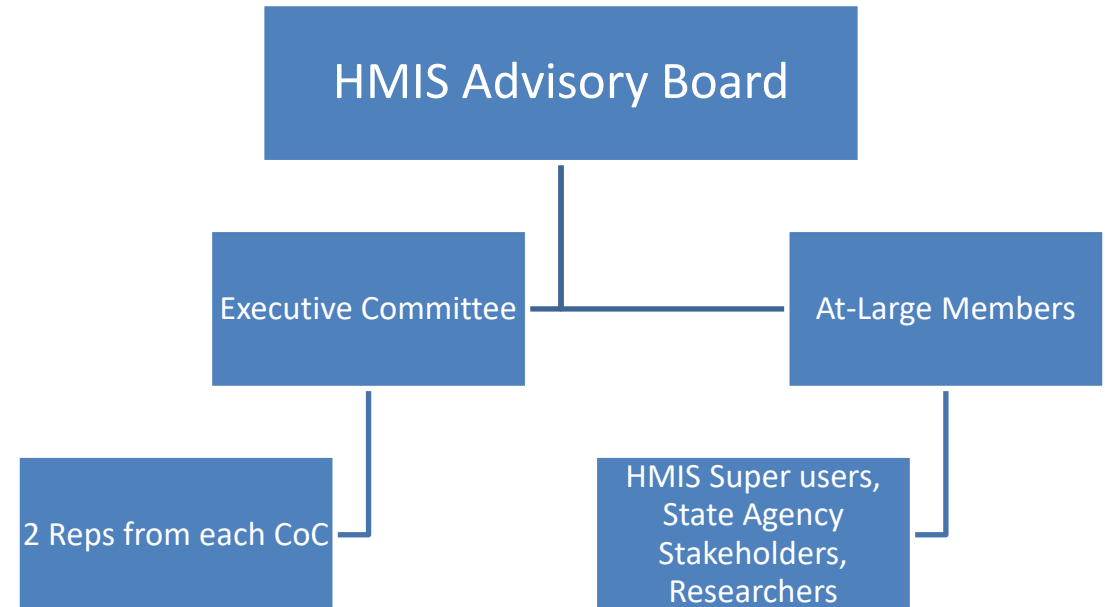 HMIS Advisory Board
Executive Committee
At-Large Members
2 Reps from each CoC
HMIS Super users,
State Agency
Stakeholders,
Researchers